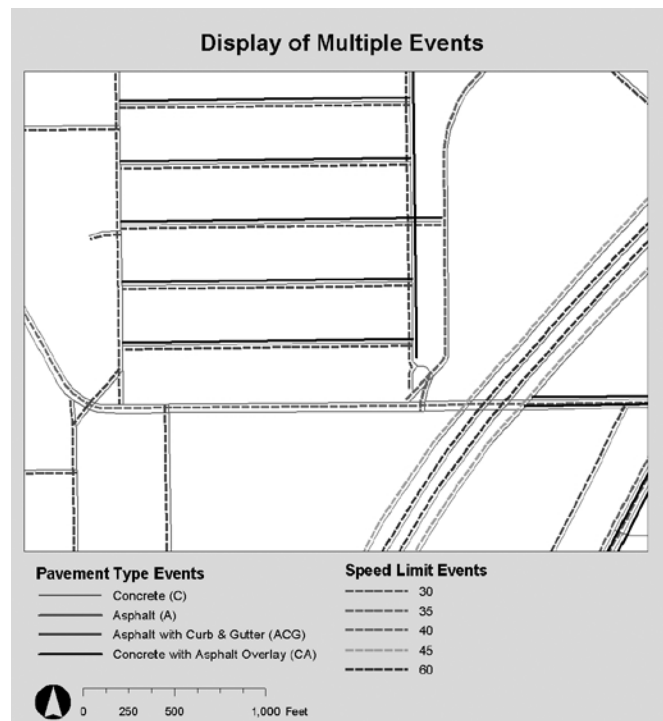 Display of Multiple Events
Pavement Type Events
Concrete (C)
Asphalt (A)
Asphalt with Curb & Gutter (ACG)
Concrete with Asphalt Overlay (CA)
Speed Limit Events
30
35
40
45
60
0 250 500 1,000 Feet